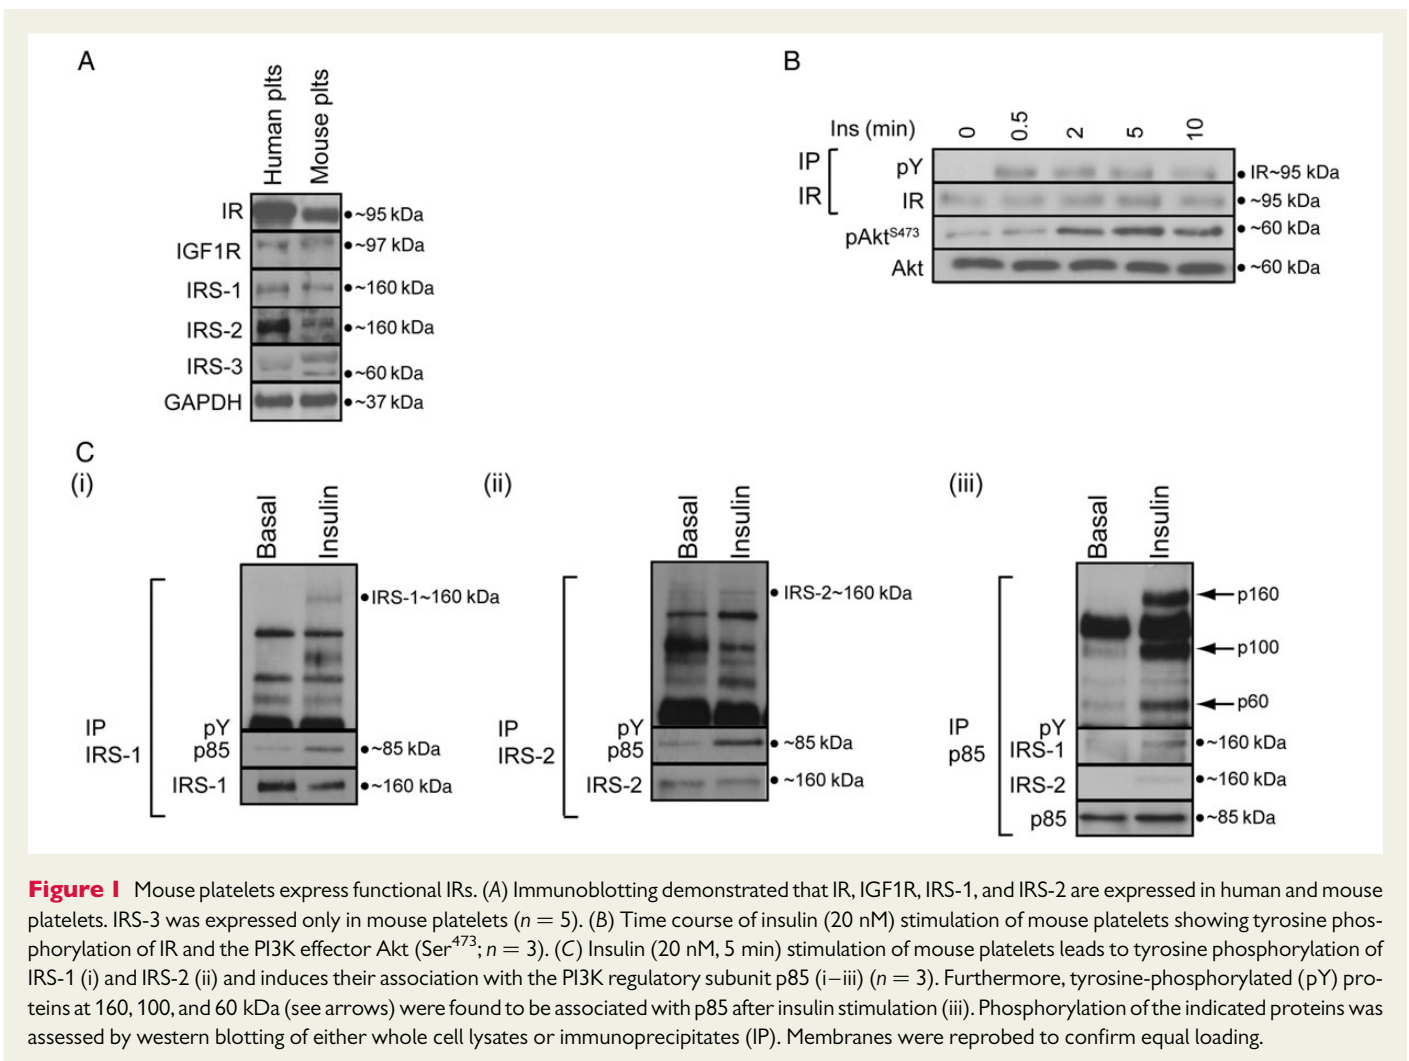 A
Human plts
Mouse plts
IR
~95 kDa
IGF1R
~97 kDa
IRS-1
~160 kDa
IRS-2
~160 kDa
IRS-3
~60 kDa
GAPDH
~37 kDa
B
Ins (min) 0 0.5 2 5 10
IP
IR
pY
IR~95 kDa
IR
~95 kDa
pAktS473
~60 kDa
Akt
~60 kDa
C
(i)
Basal
Insulin
IRS-1~160 kDa
IP
IRS-1
pY
p85
~85 kDa
IRS-1
~160 kDa
(ii)
Basal
Insulin
IRS-2~160 kDa
IP
IRS-2
pY
p85
~85 kDa
IRS-2
~160 kDa
(iii)
Basal
Insulin
p160
p100
p60
IP
p85
pY
IRS-1
~160 kDa
IRS-2
~160 kDa
p85
~85 kDa
Figure 1 Mouse platelets express functional IRs. (A) Immunoblotting demonstrated that IR, IGF1R, IRS-1, and IRS-2 are expressed in human and mouse
platelets. IRS-3 was expressed only in mouse platelets (n = 5). (B) Time course of insulin (20 nM) stimulation of mouse platelets showing tyrosine phos-
phorylation of IR and the PI3K effector Akt (Ser473; n = 3). (C) Insulin (20 nM, 5 min) stimulation of mouse platelets leads to tyrosine phosphorylation of
IRS-1 (i) and IRS-2 (ii) and induces their association with the PI3K regulatory subunit p85 (i–iii) (n = 3). Furthermore, tyrosine-phosphorylated (pY) pro-
teins at 160, 100, and 60 kDa (see arrows) were found to be associated with p85 after insulin stimulation (iii). Phosphorylation of the indicated proteins was
assessed by western blotting of either whole cell lysates or immunoprecipitates (IP). Membranes were reprobed to confirm equal loading.